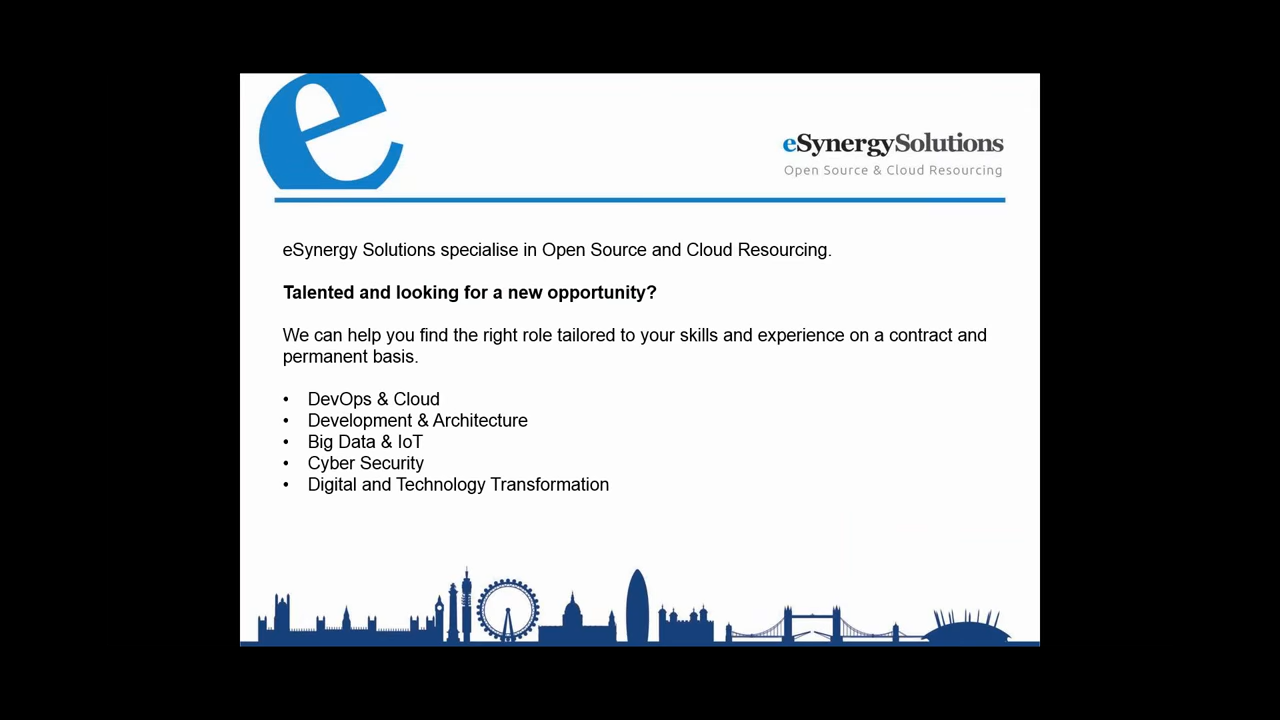 e
eSynergySolutions
Open Source & Cloud Resourcing
eSynergy Solutions specialise in Open Source and Cloud Resourcing.
Talented and looking for a new opportunity?
We can help you find the right role tailored to your skills and experience on a contract and
permanent basis.
• DevOps & Cloud
• Development & Architecture
• Big Data & IoT
• Cyber Security
• Digital and Technology Transformation